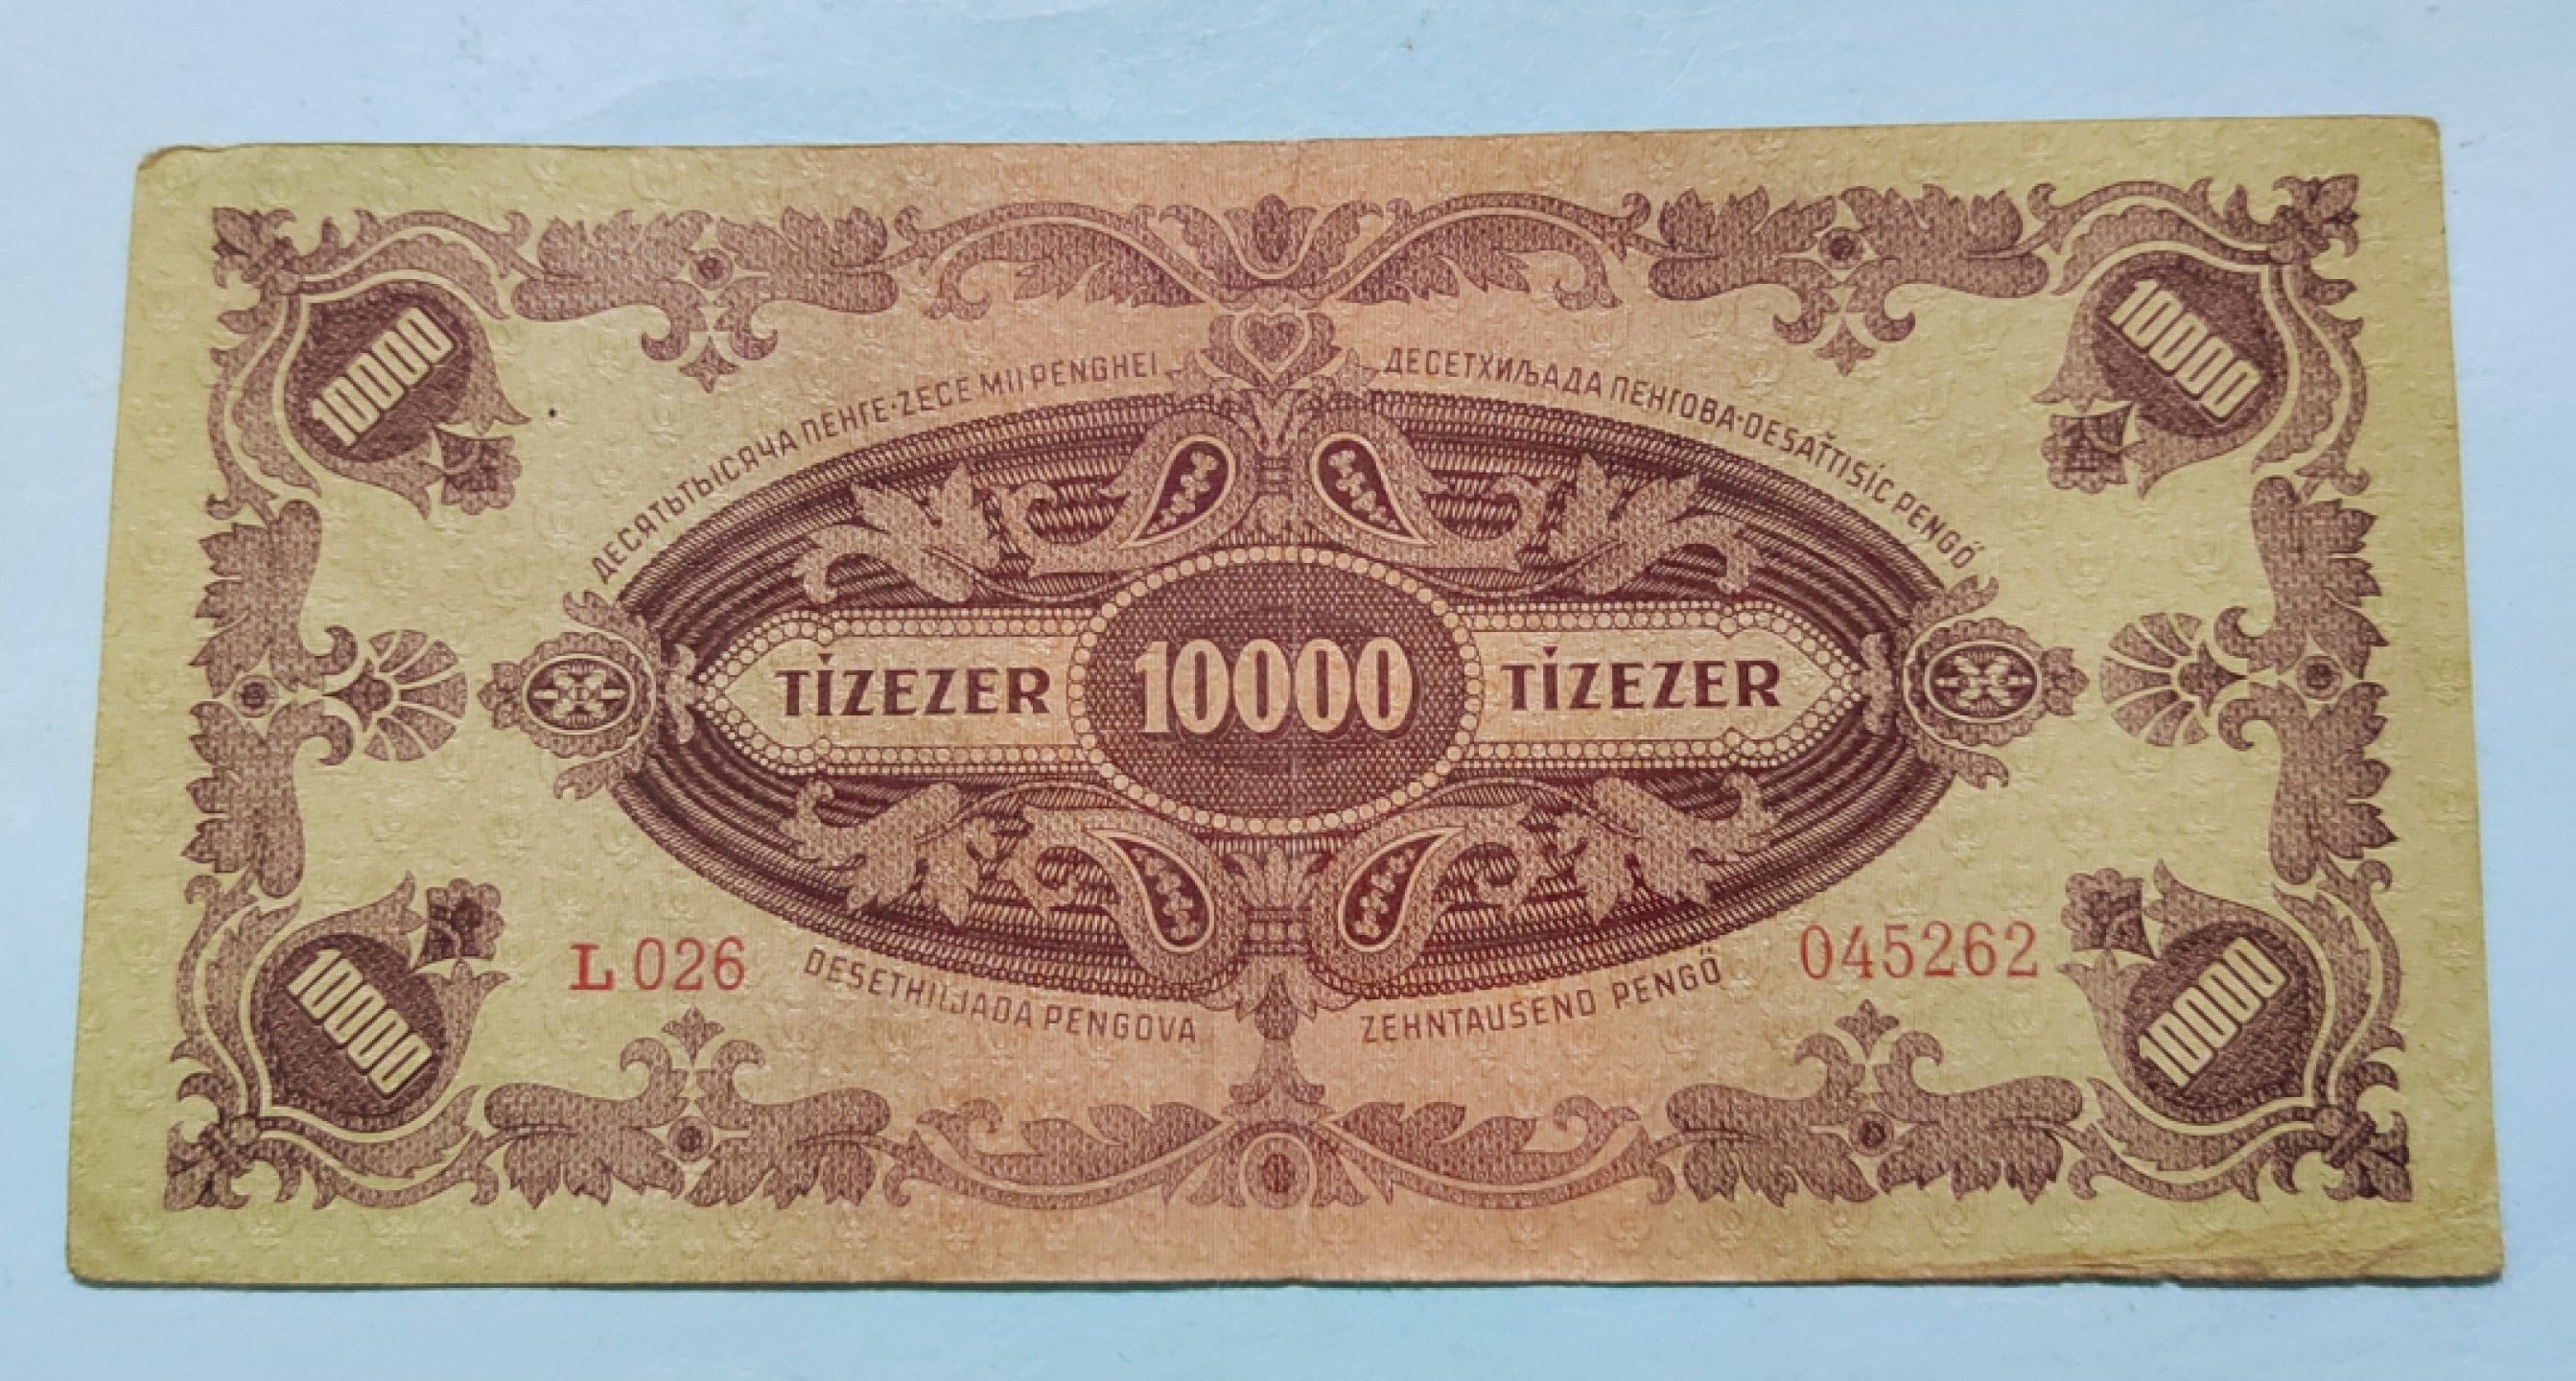 10000
10000
ДЕСЯТЬТЫСЯЧА ПЕНГЕ·ZECE MII PENGHEI
ДЕСЕТХИЉАДА ПЕНГОВА·DESAŤTISÍC PENGŐ
TÍZEZER 10000 TÍZEZER
L 026
045262
DESETHILJADA PENGOVA
ZEHNTAUSEND PENGŐ
10000
10000